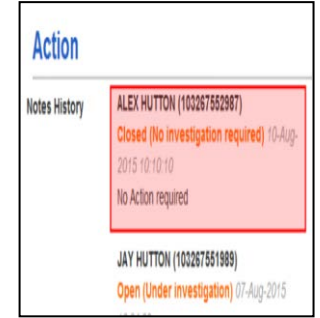 Action
Notes History
ALEX HUTTON (103267552987)
Closed (No investigation required) 10-Aug-
2015 10:10:10
No Action required
JAY HUTTON (103267551989)
Open (Under investigation) 07-Aug-2015